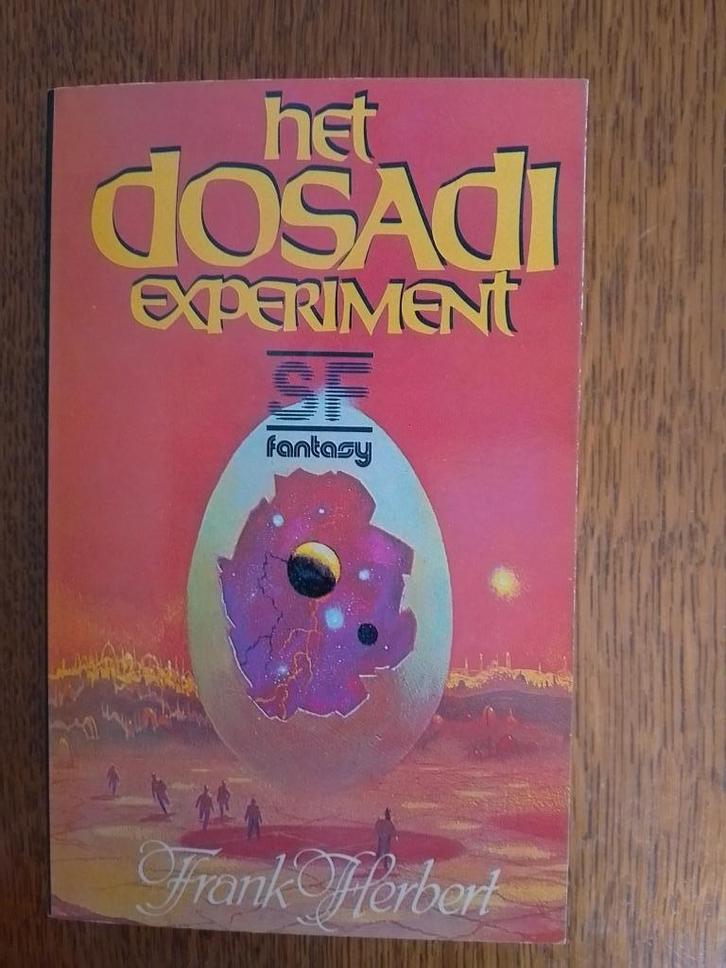 het
dOSAdI
EXPERIMENt
SF
fantasy
Frank Herbert